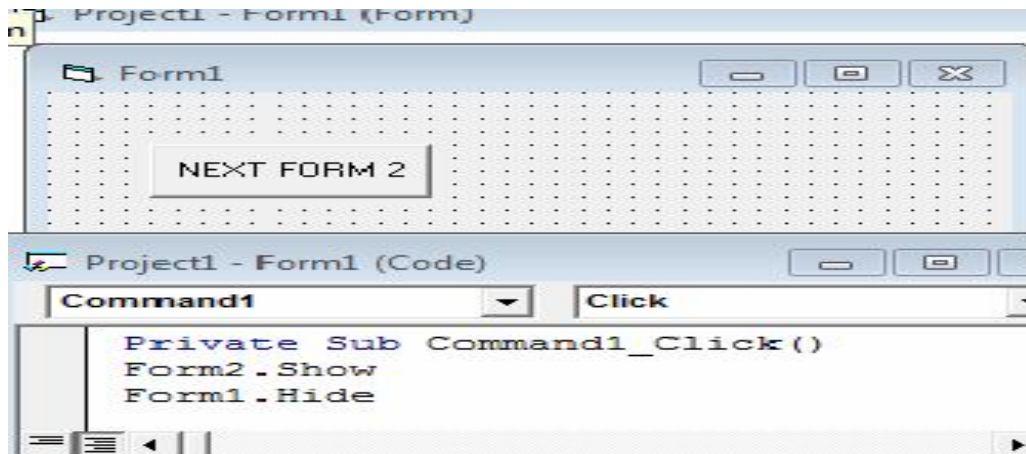 Project1 - Form1 (Form)
Form1
NEXT FORM 2
Project1 - Form1 (Code)
Command1
Click
Private Sub Command1_Click()
Form2.Show
Form1.Hide